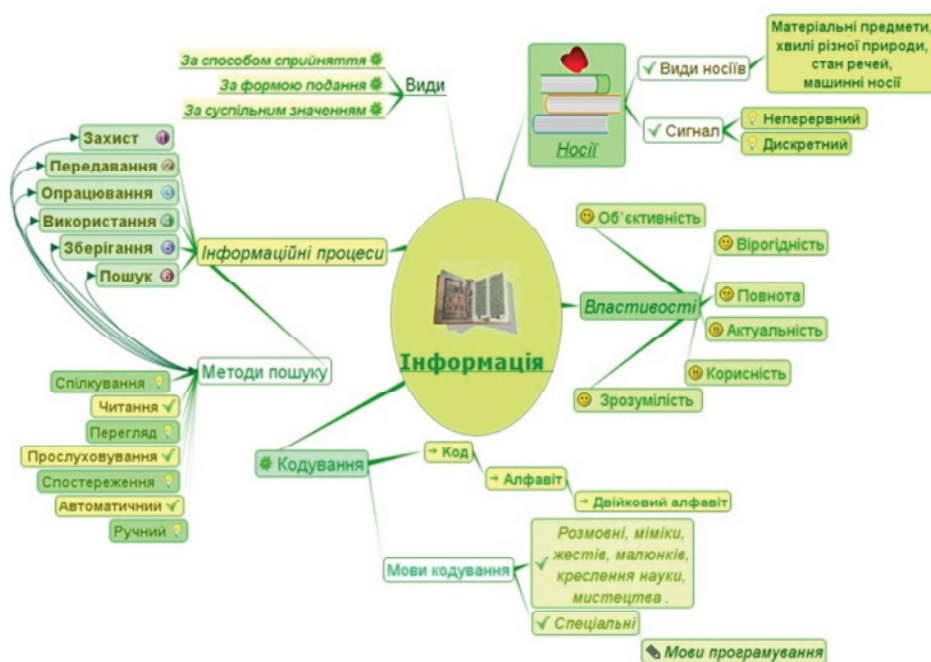 За способом сприйняття
За формою подання
За суспільним значенням
Види
Носії
Види носіїв
Матеріальні предмети,
хвилі різної природи,
стан речей,
машинні носії
Сигнал
Неперервний
Дискретний
Захист
Передавання
Опрацювання
Використання
Зберігання
Пошук
Інформаційні процеси
Методи пошуку
Спілкування
Читання
Перегляд
Прослуховування
Спостереження
Автоматичний
Ручний
Інформація
Об'єктивність
Вірогідність
Властивості
Повнота
Актуальність
Корисність
Зрозумілість
Кодування
Код
Алфавіт
Двійковий алфавіт
Мови кодування
Розмовні, міміки,
жестів, малюнків,
креслення науки,
мистецтва .
Спеціальні
Мови програмування